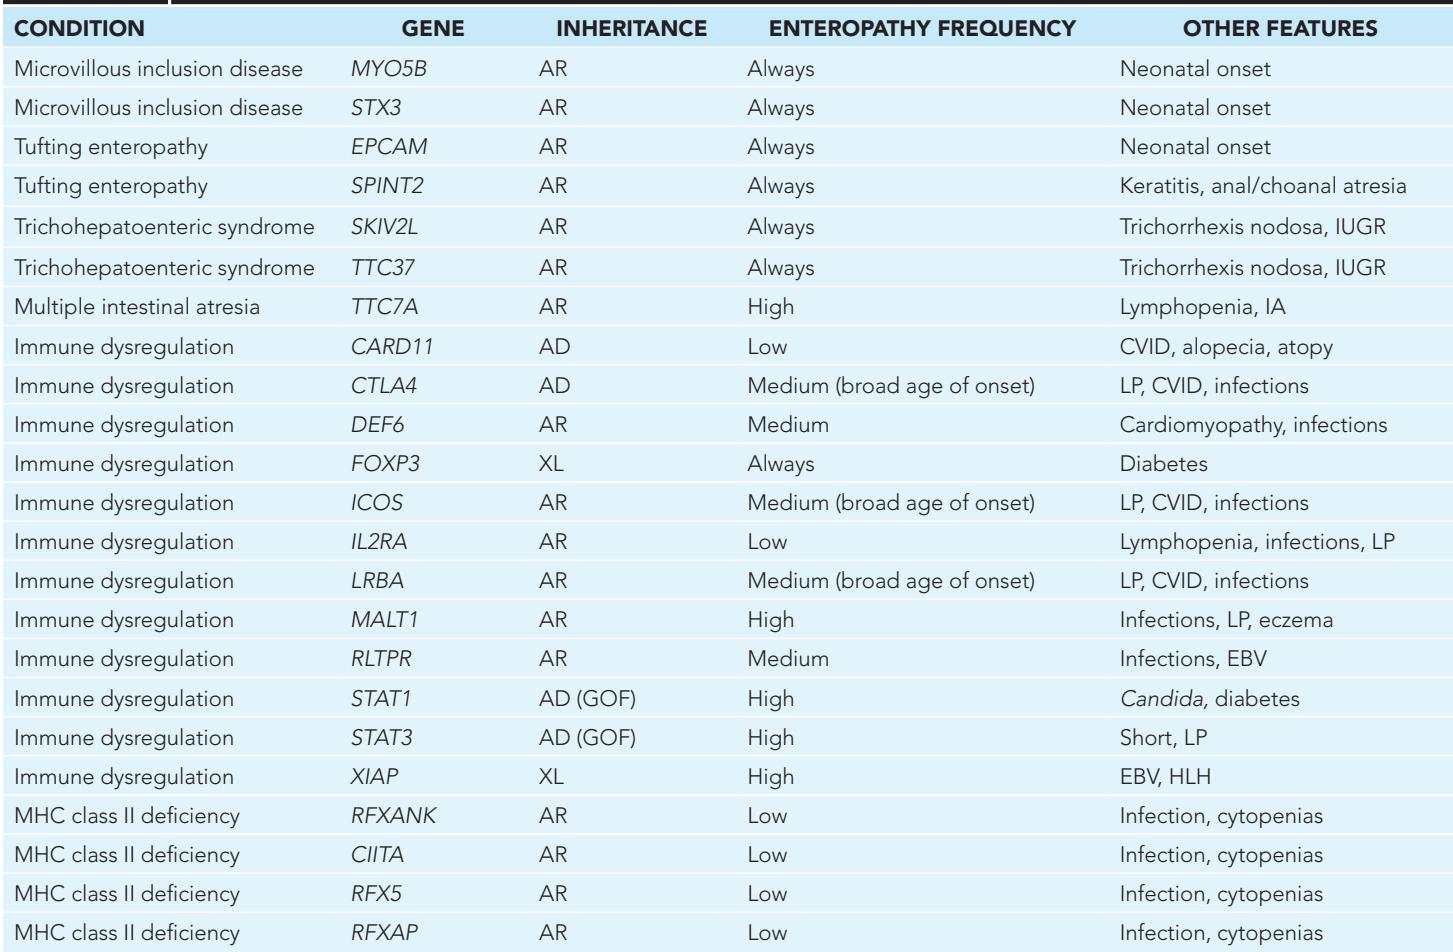 CONDITION GENE INHERITANCE ENTEROPATHY FREQUENCY OTHER FEATURES
Microvillous inclusion disease MYO5B AR Always Neonatal onset
Microvillous inclusion disease STX3 AR Always Neonatal onset
Tufting enteropathy EPCAM AR Always Neonatal onset
Tufting enteropathy SPINT2 AR Always Keratitis, anal/choanal atresia
Trichohepatoenteric syndrome SKIV2L AR Always Trichorrhexis nodosa, IUGR
Trichohepatoenteric syndrome TTC37 AR Always Trichorrhexis nodosa, IUGR
Multiple intestinal atresia TTC7A AR High Lymphopenia, IA
Immune dysregulation CARD11 AD Low CVID, alopecia, atopy
Immune dysregulation CTLA4 AD Medium (broad age of onset) LP, CVID, infections
Immune dysregulation DEF6 AR Medium Cardiomyopathy, infections
Immune dysregulation FOXP3 XL Always Diabetes
Immune dysregulation ICOS AR Medium (broad age of onset) LP, CVID, infections
Immune dysregulation IL2RA AR Low Lymphopenia, infections, LP
Immune dysregulation LRBA AR Medium (broad age of onset) LP, CVID, infections
Immune dysregulation MALT1 AR High Infections, LP, eczema
Immune dysregulation RLTPR AR Medium Infections, EBV
Immune dysregulation STAT1 AD (GOF) High Candida, diabetes
Immune dysregulation STAT3 AD (GOF) High Short, LP
Immune dysregulation XIAP XL High EBV, HLH
MHC class II deficiency RFXANK AR Low Infection, cytopenias
MHC class II deficiency CIITA AR Low Infection, cytopenias
MHC class II deficiency RFX5 AR Low Infection, cytopenias
MHC class II deficiency RFXAP AR Low Infection, cytopenias